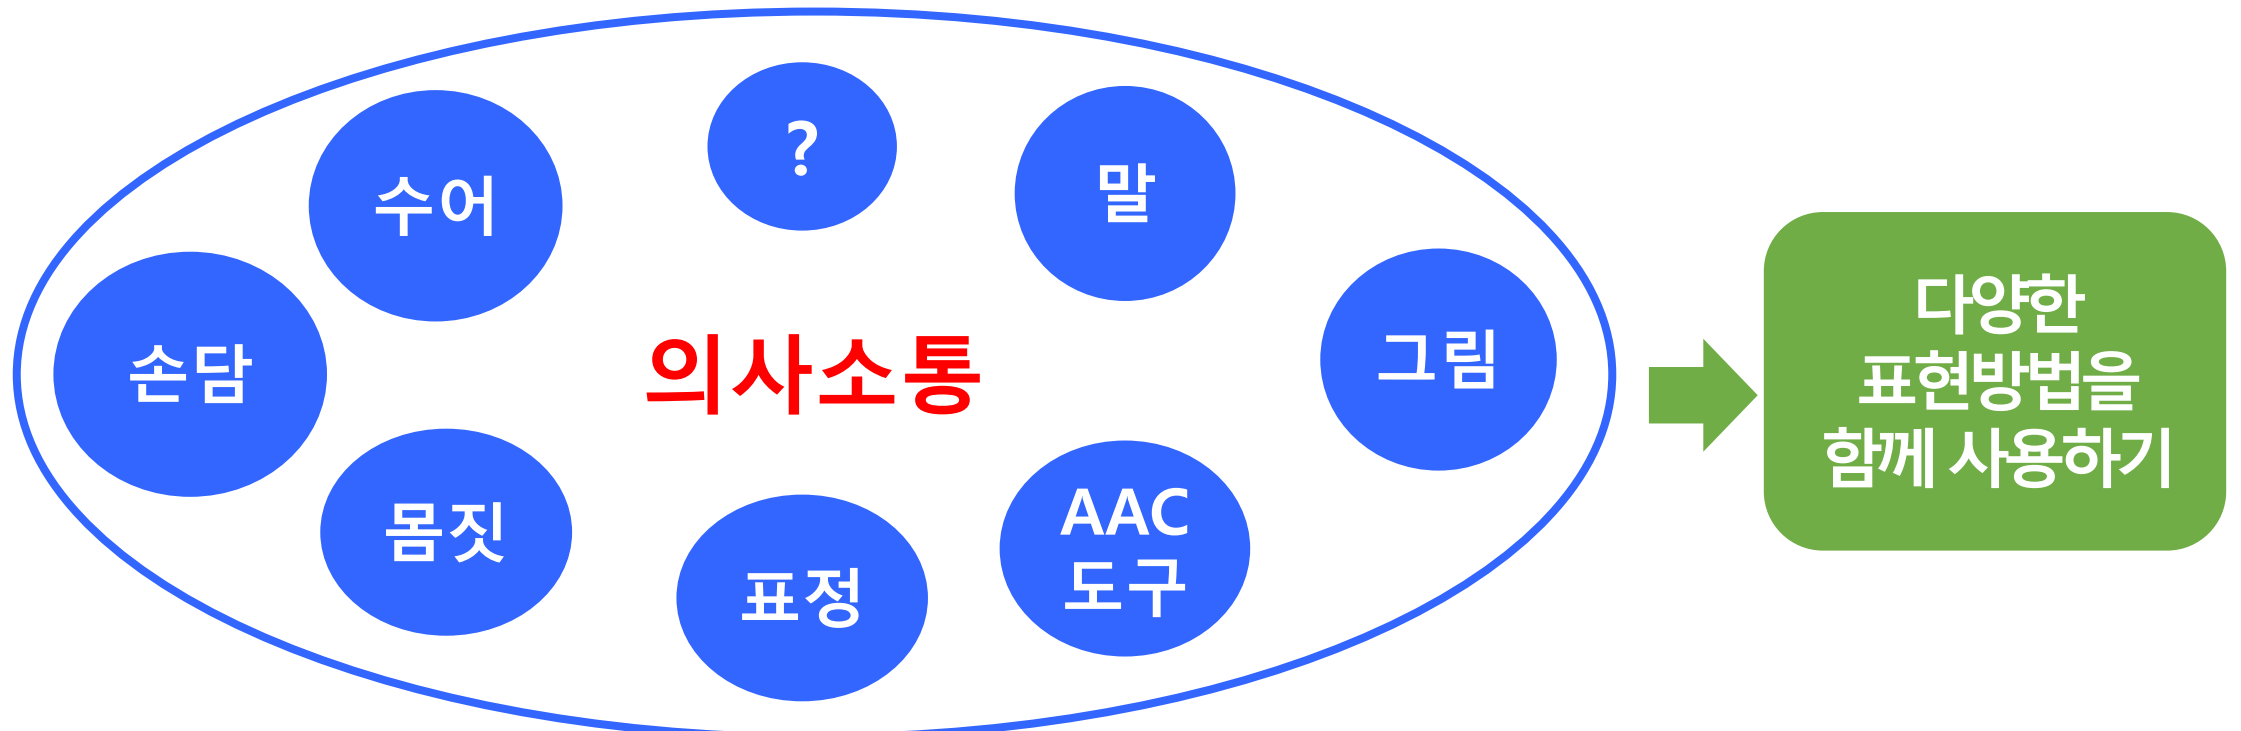 ?
말
수어
그림
의사소통
손담
AAC
도구
몸짓
표정
다양한
표현방법을
함께 사용하기